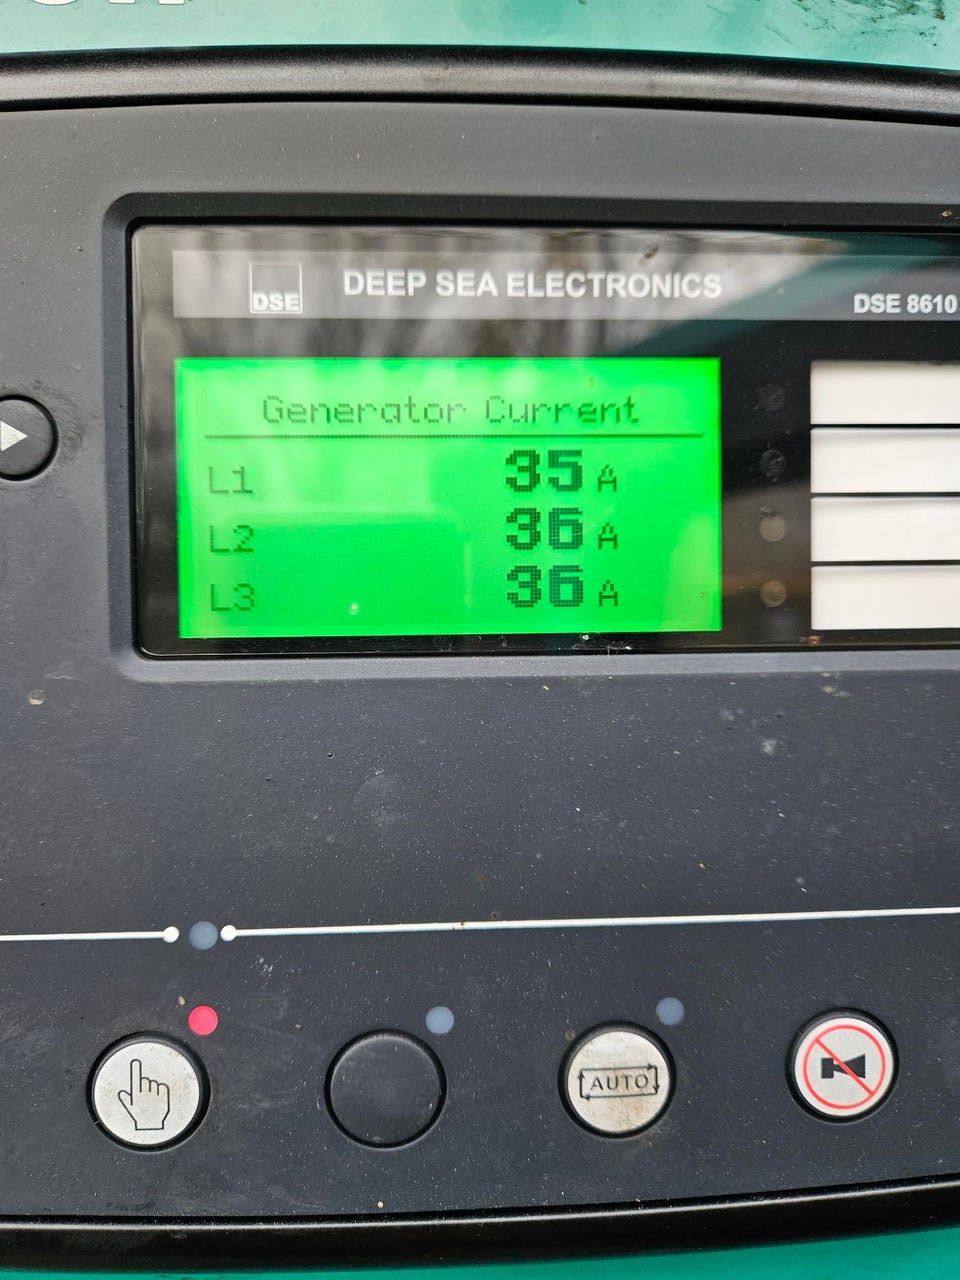 DSE
DEEP SEA ELECTRONICS
DSE 8610
Generator Current
L1 35 A
L2 36 A
L3 36 A
AUTO